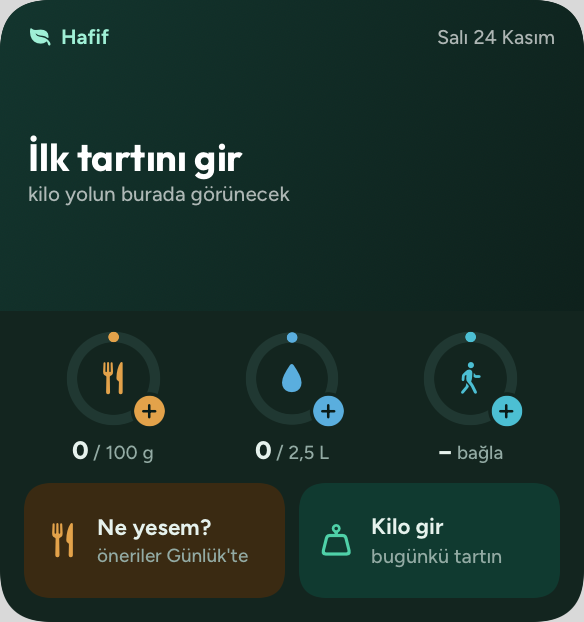 Hafif
Salı 24 Kasım
İlk tartını gir
kilo yolun burada görünecek
0 / 100 g
0 / 2,5 L
– bağla
Ne yesem?
öneriler Günlük'te
Kilo gir
bugünkü tartın